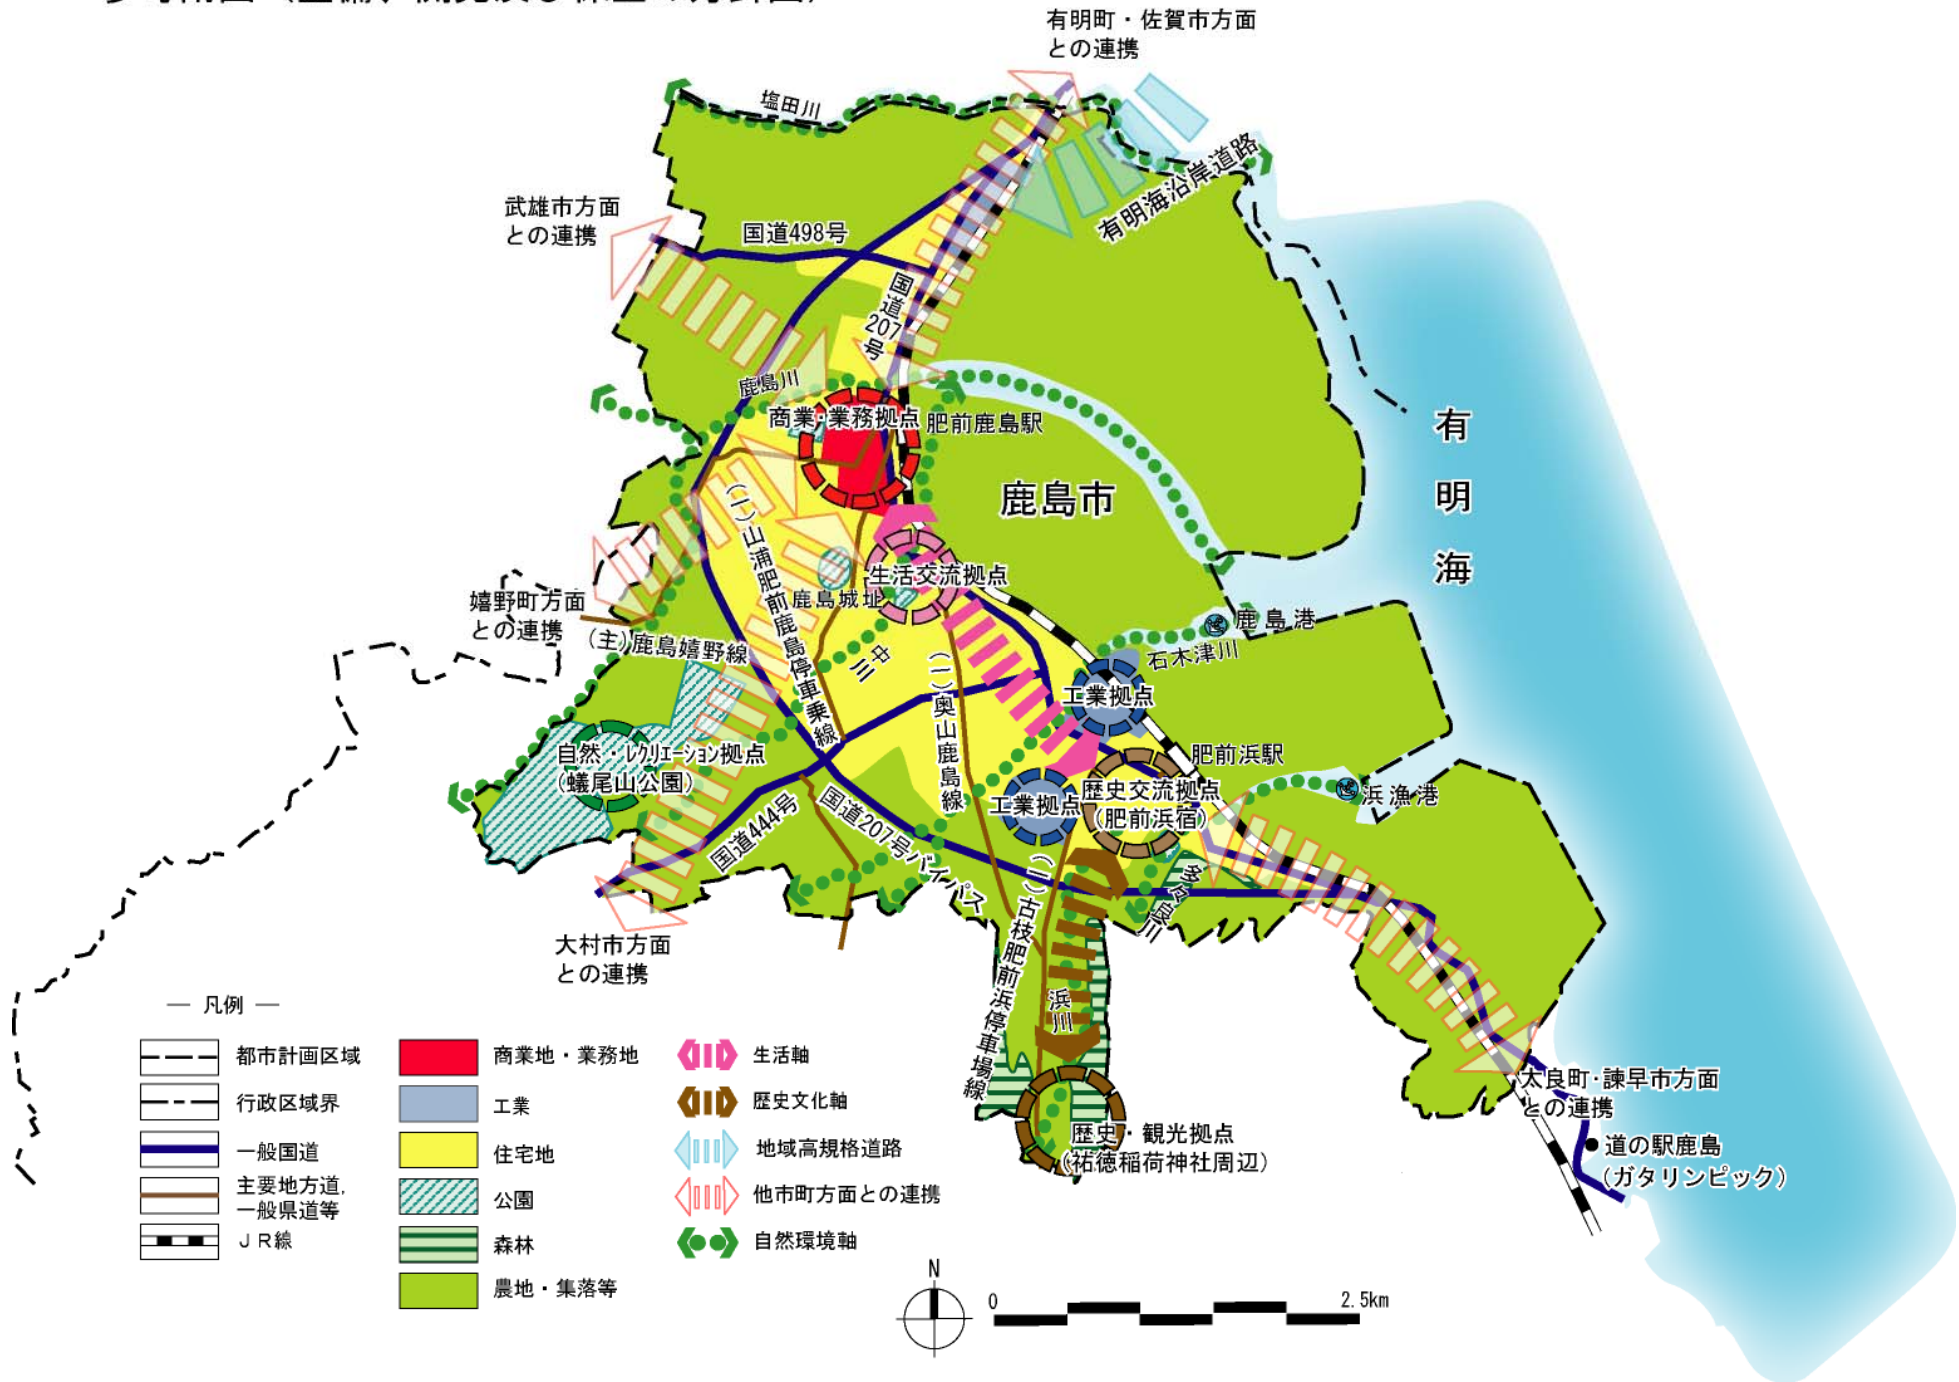 有明町・佐賀市方面
との連携
塩田川
有明海沿岸道路
武雄市方面
との連携
国道498号
国道207号
鹿島川
商業・業務拠点
肥前鹿島駅
鹿島市
有明海
(一)山浦肥前鹿島停車乗線
生活交流拠点
鹿島城址
嬉野町方面
との連携
(主)鹿島嬉野線
中川
鹿島港
石木津川
工業拠点
(一)奥山鹿島線
自然・レクリエーション拠点
(蟻尾山公園)
肥前浜駅
浜漁港
工業拠点
歴史交流拠点
(肥前浜宿)
国道444号
国道207号バイパス
多々良川
大村市方面
との連携
(一)古枝肥前浜停車場線
浜川
歴史・観光拠点
(祐徳稲荷神社周辺)
太良町・諫早市方面
との連携
道の駅鹿島
(ガタリンピック)
― 凡例 ―
都市計画区域
行政区域界
一般国道
主要地方道,
一般県道等
JR線
商業地・業務地
工業
住宅地
公園
森林
農地・集落等
生活軸
歴史文化軸
地域高規格道路
他市町方面との連携
自然環境軸
N
0
2.5km